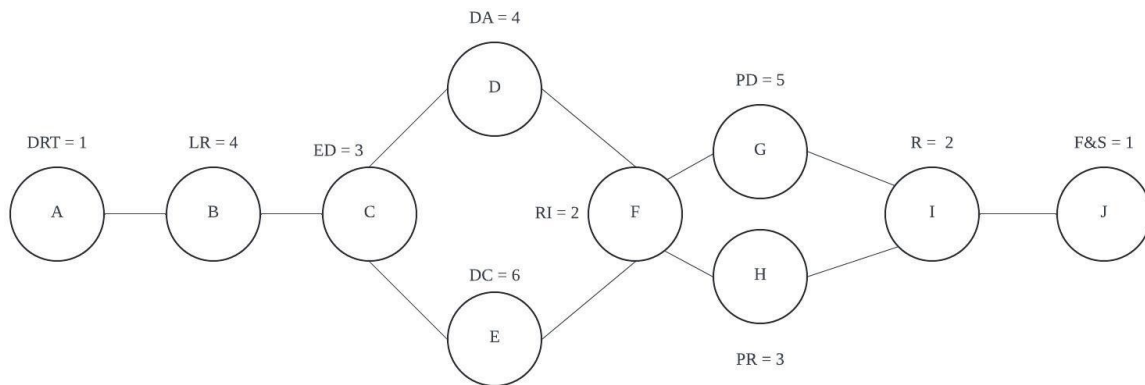 DA = 4
D
PD = 5
G
DRT = 1
LR = 4
ED = 3
R =  2
F&S = 1
A
B
C
RI = 2
F
I
J
DC = 6
E
H
PR = 3